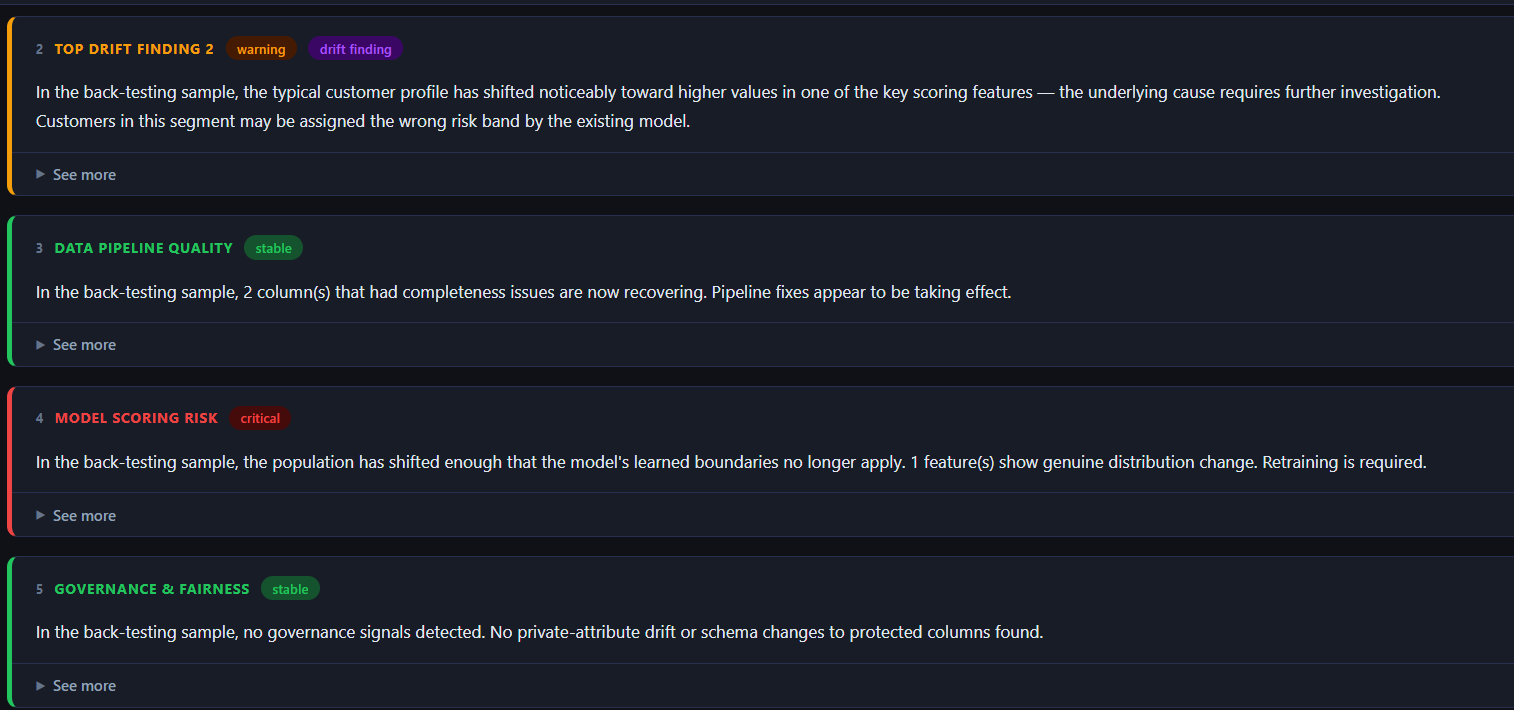 2 TOP DRIFT FINDING 2 warning drift finding
In the back-testing sample, the typical customer profile has shifted noticeably toward higher values in one of the key scoring features — the underlying cause requires further investigation.
Customers in this segment may be assigned the wrong risk band by the existing model.
▶ See more
3 DATA PIPELINE QUALITY stable
In the back-testing sample, 2 column(s) that had completeness issues are now recovering. Pipeline fixes appear to be taking effect.
▶ See more
4 MODEL SCORING RISK critical
In the back-testing sample, the population has shifted enough that the model's learned boundaries no longer apply. 1 feature(s) show genuine distribution change. Retraining is required.
▶ See more
5 GOVERNANCE & FAIRNESS stable
In the back-testing sample, no governance signals detected. No private-attribute drift or schema changes to protected columns found.
▶ See more